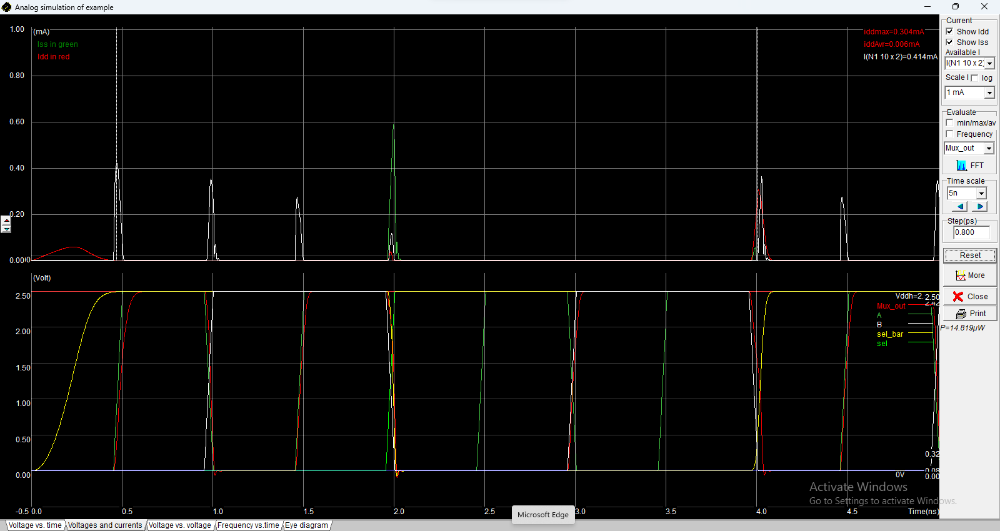 Analog simulation of example
1.00
(mA)
Iss in green
Idd in red
iddmax=0.304mA
iddAvr=0.006mA
I(N1 10 x 2)=0.414mA
0.80
0.60
0.40
0.20
(Volt)
2.50
2.00
1.50
1.00
0.50
0.00
-0.5
0.0
0.5
1.0
1.5
2.0
2.5
3.0
3.5
4.0
4.5
Time(ns)
Vddh=2.
2.50
2.42
Mux_out
A
B
sel_bar
sel
0.32
0.08
0.00
0V
Current
Show Idd
Show Iss
Available I
I(N1 10 x 2)
Scale I
log
1 mA
Evaluate
min/max/av
Frequency
Mux_out
FFT
Time scale
5n
Step(ps)
0.800
Reset
More
Close
Print
P=14.819µW
Activate Windows
Go to Settings to activate Windows.
Microsoft Edge
Voltage vs. time
Voltages and currents
Voltage vs. voltage
Frequency vs.time
Eye diagram